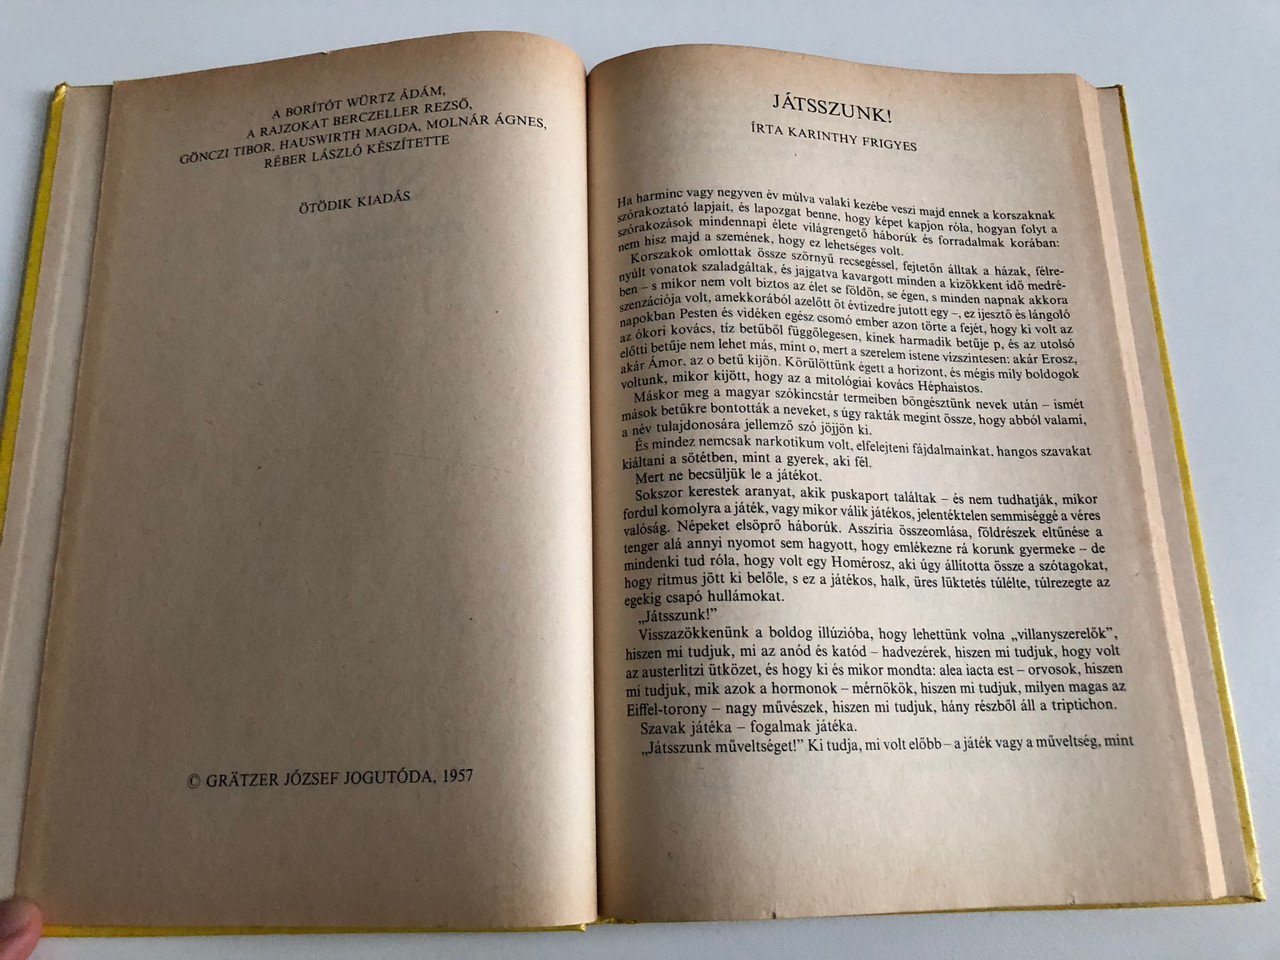 A BORÍTÓT WÜRTZ ÁDÁM,
A RAJZOKAT BERCZELLER REZSŐ,
GÖNCZI TIBOR, HAUSWIRTH MAGDA, MOLNÁR ÁGNES,
RÉBER LÁSZLÓ KÉSZÍTETTE
ÖTÖDIK KIADÁS
© GRÄTZER JÓZSEF JOGUTÓDA, 1957
JÁTSSZUNK!
ÍRTA KARINTHY FRIGYES
Ha harminc vagy negyven év múlva valaki kezébe veszi majd ennek a korszaknak
szórakoztató lapjait, és lapozgat benne, hogy képet kapjon róla, hogyan folyt a
szórakozások mindennapi élete világrengető háborúk és forradalmak korában:
nem hisz majd a szemének, hogy ez lehetséges volt.
Korszakok omlottak össze szörnyű recsegéssel, fejtetőn álltak a házak, félre-
nyúlt vonatok szaladgáltak, és jajgatva kavargott minden a kizökkent idő medré-
ben – s mikor nem volt biztos az élet se földön, se égen, s minden napnak akkora
szenzációja volt, amekkorából azelőtt öt évtizedre jutott egy –, ez ijesztő és lángoló
napokban Pesten és vidéken egész csomó ember azon törte a fejét, hogy ki volt az
az ókori kovács, tíz betűből függőlegesen, kinek harmadik betűje p, és az utolsó
előtti betűje nem lehet más, mint o, mert a szerelem istene vízszintesen: akár Erosz,
akár Ámor, az o betű kijön. Körülöttünk égett a horizont, és mégis mily boldogok
voltunk, mikor kijött, hogy az a mitológiai kovács Héphaistos.
Máskor meg a magyar szókincstár termeiben böngésztünk nevek után – ismét
mások betűkre bontották a neveket, s úgy rakták megint össze, hogy abból valami,
a név tulajdonosára jellemző szó jöjjön ki.
És mindez nemcsak narkotikum volt, elfelejteni fájdalmainkat, hangos szavakat
kiáltani a sötétben, mint a gyerek, aki fél.
Mert ne becsüljük le a játékot.
Sokszor kerestek aranyat, akik puskaport találtak – és nem tudhatják, mikor
fordul komolyra a játék, vagy mikor válik játékos, jelentéktelen semmiséggé a véres
valóság. Népeket elsöprő háborúk. Asszíria összeomlása, földrészek eltűnése a
tenger alá annyi nyomot sem hagyott, hogy emlékezne rá korunk gyermeke – de
mindenki tud róla, hogy volt egy Homérosz, aki úgy állította össze a szótagokat,
hogy ritmus jött ki belőle, s ez a játékos, halk, üres lüktetés túlélte, túlrezegte az
egekig csapó hullámokat.
„Játsszunk!”
Visszazökkenünk a boldog illúzióba, hogy lehettünk volna „villanyszerelők”,
hiszen mi tudjuk, mi az anód és katód – hadvezérek, hiszen mi tudjuk, hogy volt
az austerlitzi ütközet, és hogy ki és mikor mondta: alea iacta est – orvosok, hiszen
mi tudjuk, mik azok a hormonok – mérnökök, hiszen mi tudjuk, milyen magas az
Eiffel-torony – nagy művészek, hiszen mi tudjuk, hány részből áll a triptichon.
Szavak játéka – fogalmak játéka.
„Játsszunk műveltséget!” Ki tudja, mi volt előbb – a játék vagy a műveltség, mint